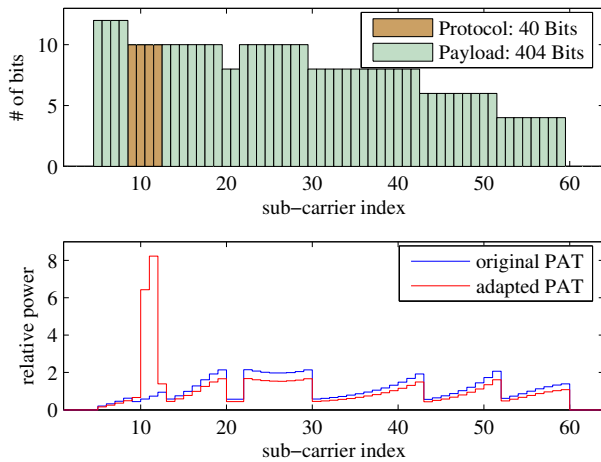 Protocol: 40 Bits
Payload: 404 Bits
# of bits
10
5
0
10 20 30 40 50 60
sub−carrier index
original PAT
adapted PAT
relative power
8
6
4
2
0
10 20 30 40 50 60
sub−carrier index